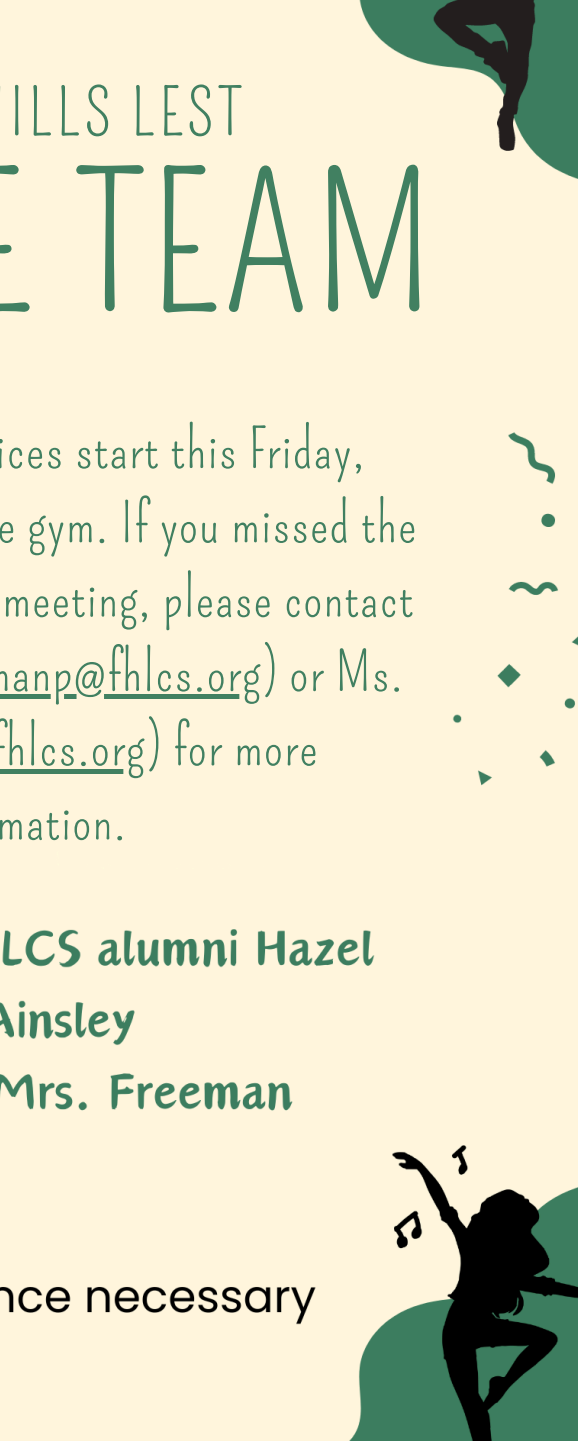 ILLS LEST
E TEAM
ices start this Friday,
e gym. If you missed the
meeting, please contact
manp@fhlcs.org) or Ms.
fhlcs.org) for more
mation.
LCS alumni Hazel
Ainsley
Mrs. Freeman
nce necessary